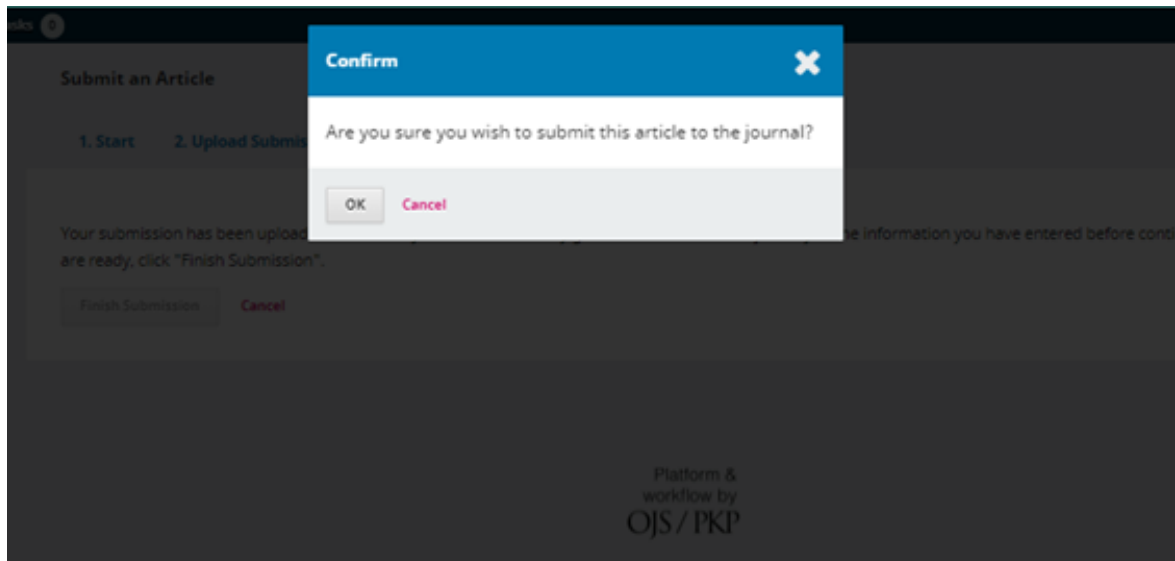 asks 0
Confirm
Submit an Article
Are you sure you wish to submit this article to the journal?
1. Start 2. Upload Submis
OK Cancel
Your submission has been upload he information you have entered before conti
are ready, click "Finish Submission".
Finish Submission Cancel
Platform &
workflow by
OJS / PKP